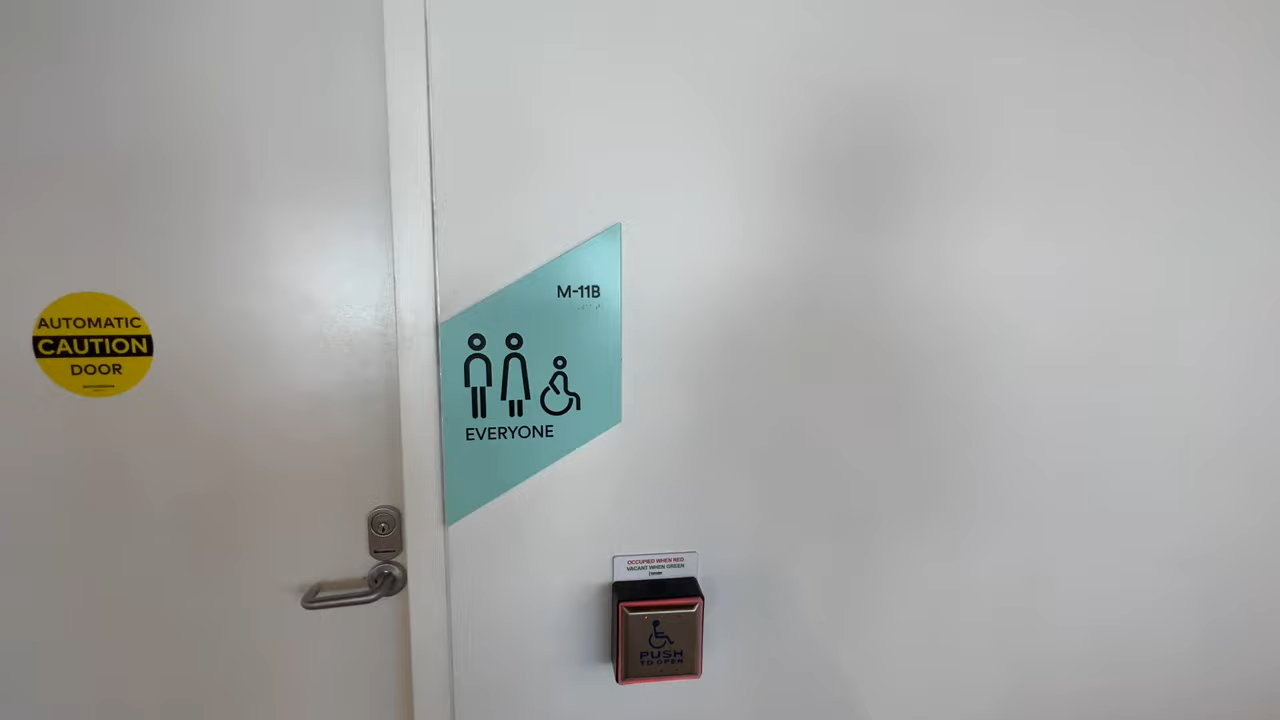 AUTOMATIC
CAUTION
DOOR
M-11B
EVERYONE
OCCUPIED WHEN RED
VACANT WHEN GREEN
PUSH
TO OPEN